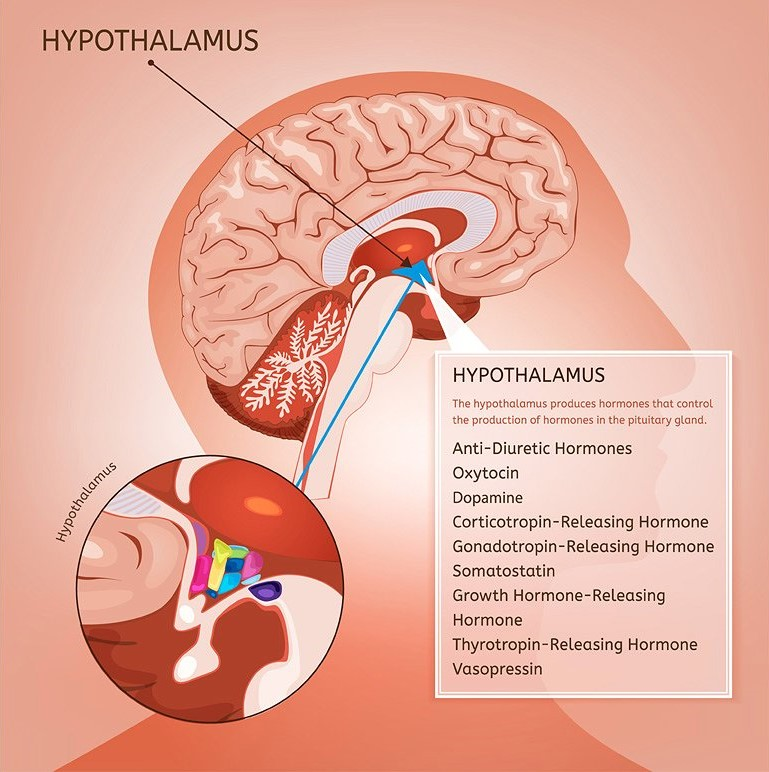 HYPOTHALAMUS
HYPOTHALAMUS
The hypothalamus produces hormones that control
the production of hormones in the pituitary gland.
Anti-Diuretic Hormones
Oxytocin
Dopamine
Corticotropin-Releasing Hormone
Gonadotropin-Releasing Hormone
Somatostatin
Growth Hormone-Releasing
Hormone
Thyrotropin-Releasing Hormone
Vasopressin
Hypothalamus